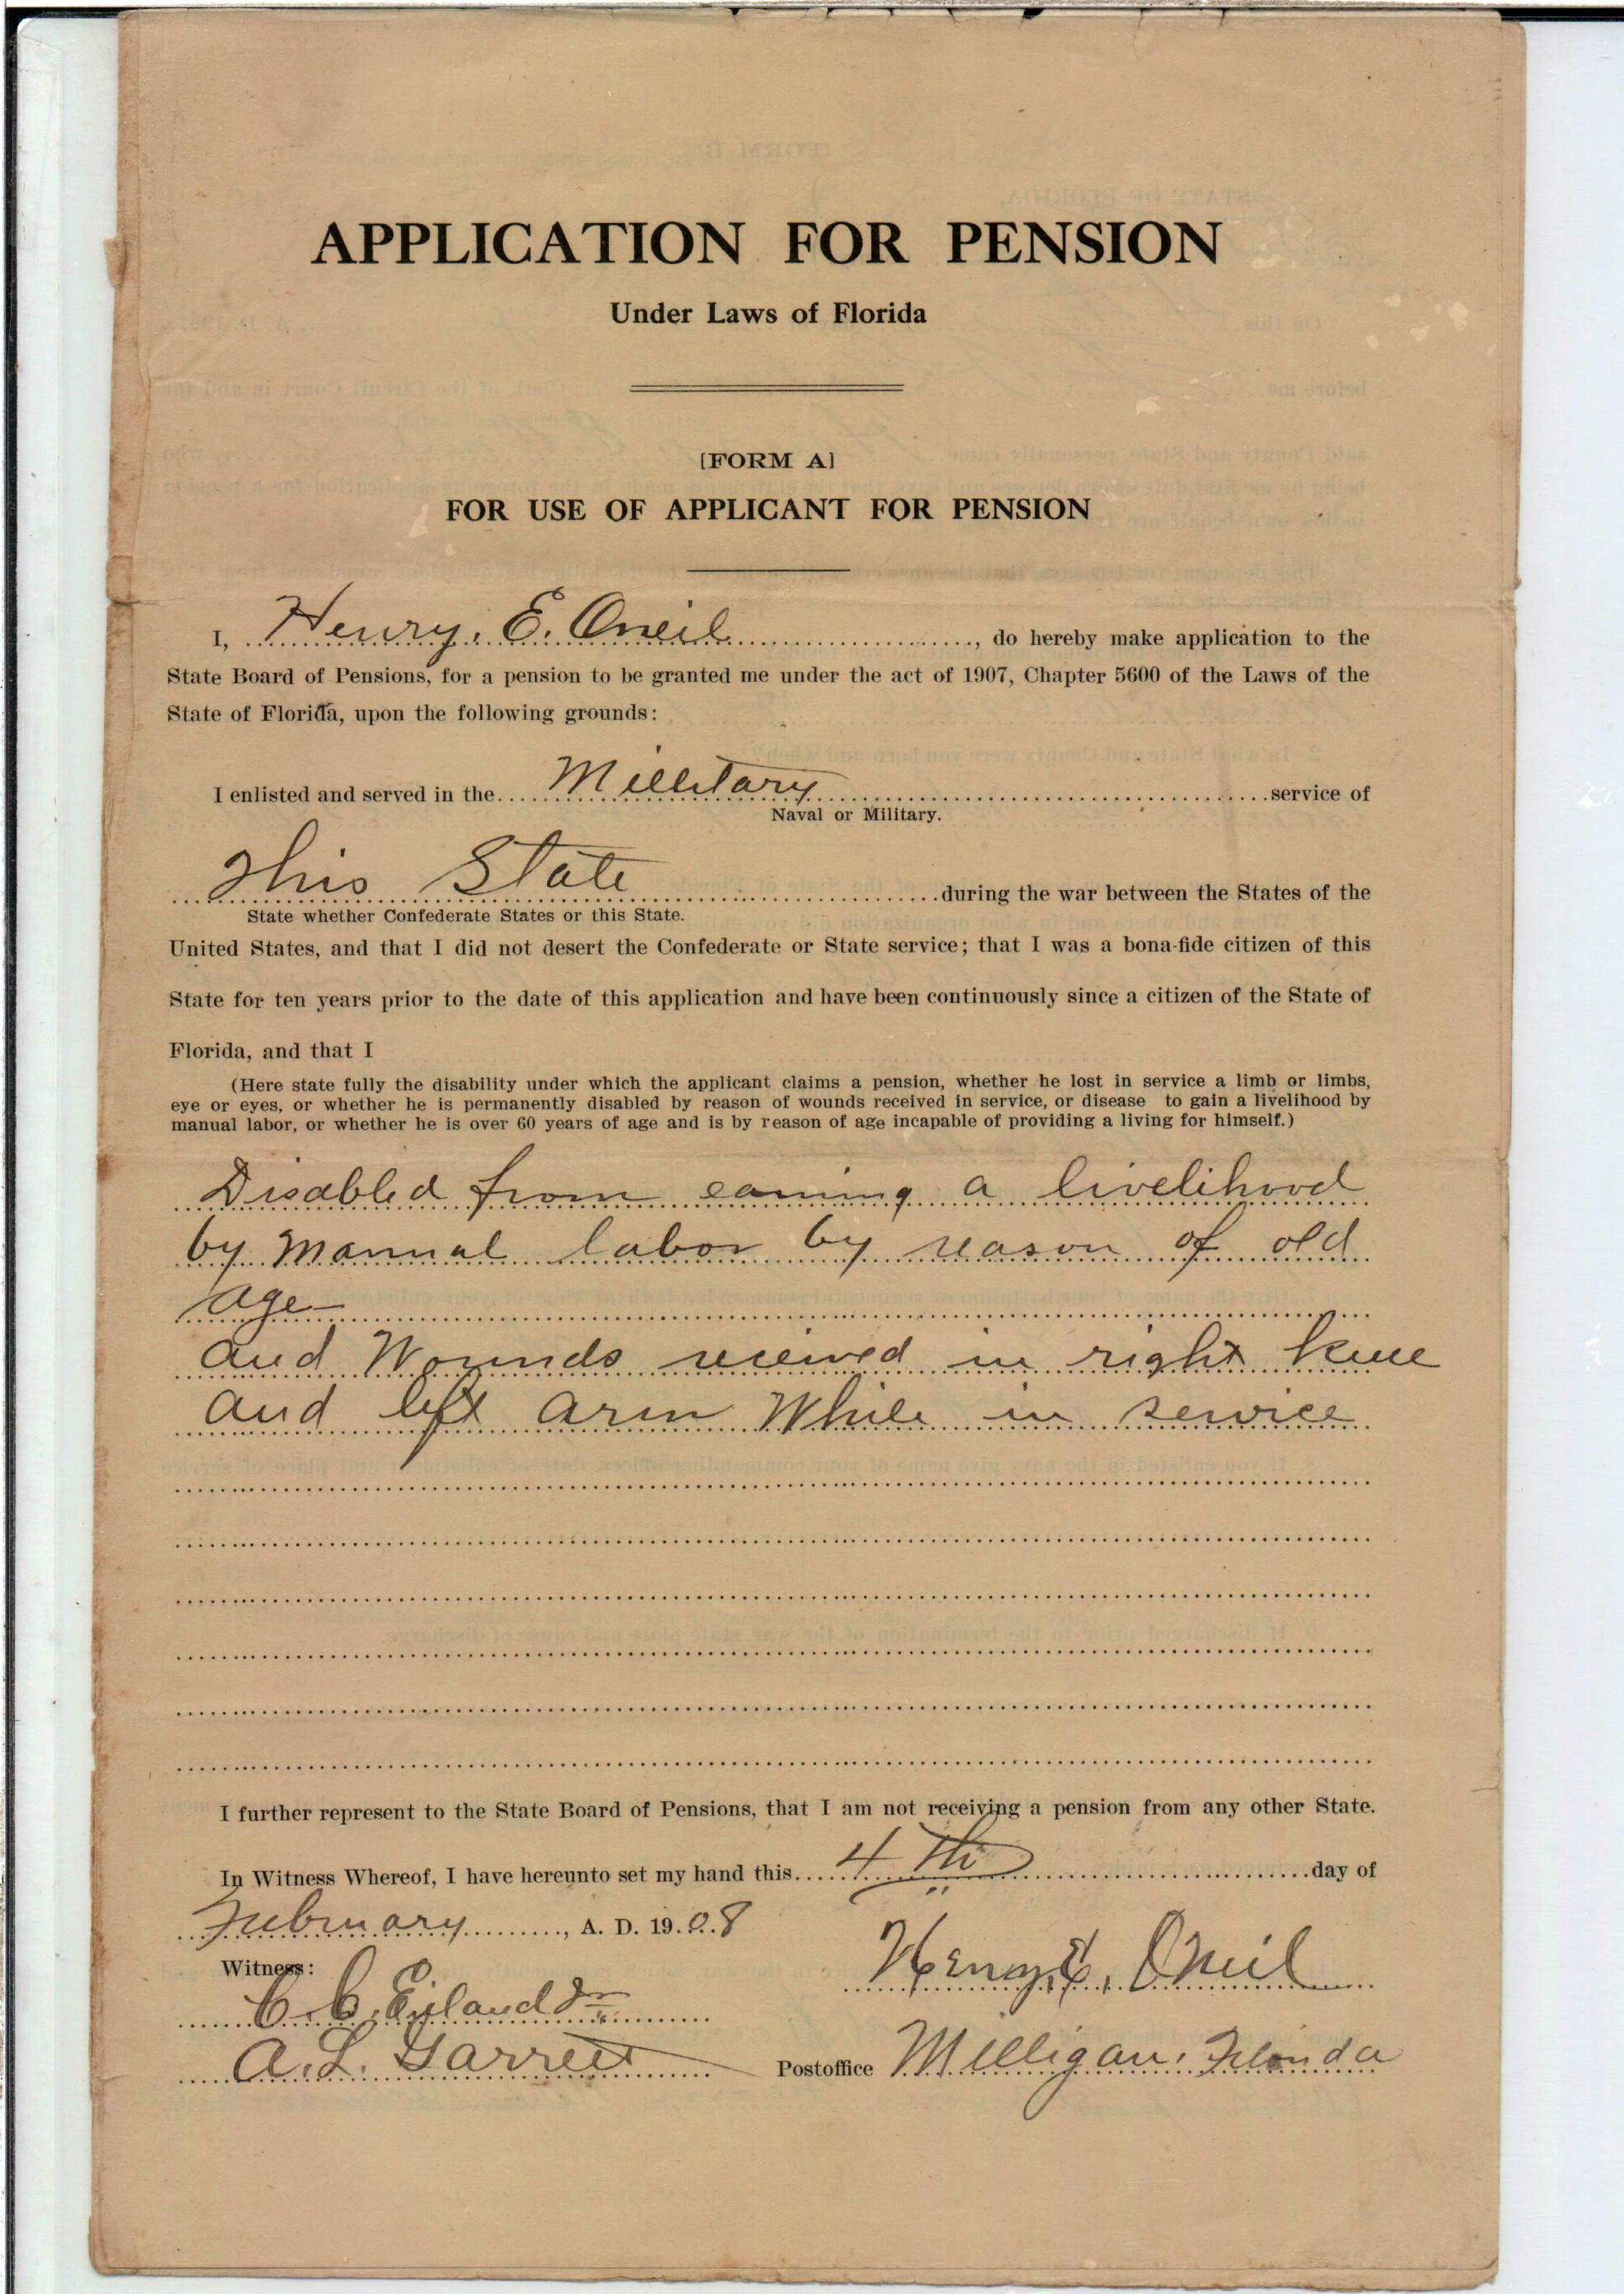 APPLICATION FOR PENSION
Under Laws of Florida
[FORM A]
FOR USE OF APPLICANT FOR PENSION
I, Henry. E. Oneil, do hereby make application to the
State Board of Pensions, for a pension to be granted me under the act of 1907, Chapter 5600 of the Laws of the
State of Florida, upon the following grounds:
I enlisted and served in the Millitary service of
Naval or Military.
This State during the war between the States of the
State whether Confederate States or this State.
United States, and that I did not desert the Confederate or State service; that I was a bona-fide citizen of this
State for ten years prior to the date of this application and have been continuously since a citizen of the State of
Florida, and that I
(Here state fully the disability under which the applicant claims a pension, whether he lost in service a limb or limbs,
eye or eyes, or whether he is permanently disabled by reason of wounds received in service, or disease to gain a livelihood by
manual labor, or whether he is over 60 years of age and is by reason of age incapable of providing a living for himself.)
Disabled from earning a livelihood
by Manual labor by reason of old
age
and Wounds received in right knee
and left arm While in service
I further represent to the State Board of Pensions, that I am not receiving a pension from any other State.
In Witness Whereof, I have hereunto set my hand this 4th day of
February, A. D. 1908
Henry E. Oneil
Witness:
C. C. Eiland Jr
A. L. Garrett
Postoffice Milligan, Florida